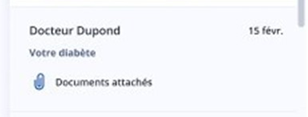 Docteur Dupond 15 févr.
Votre diabète
Documents attachés